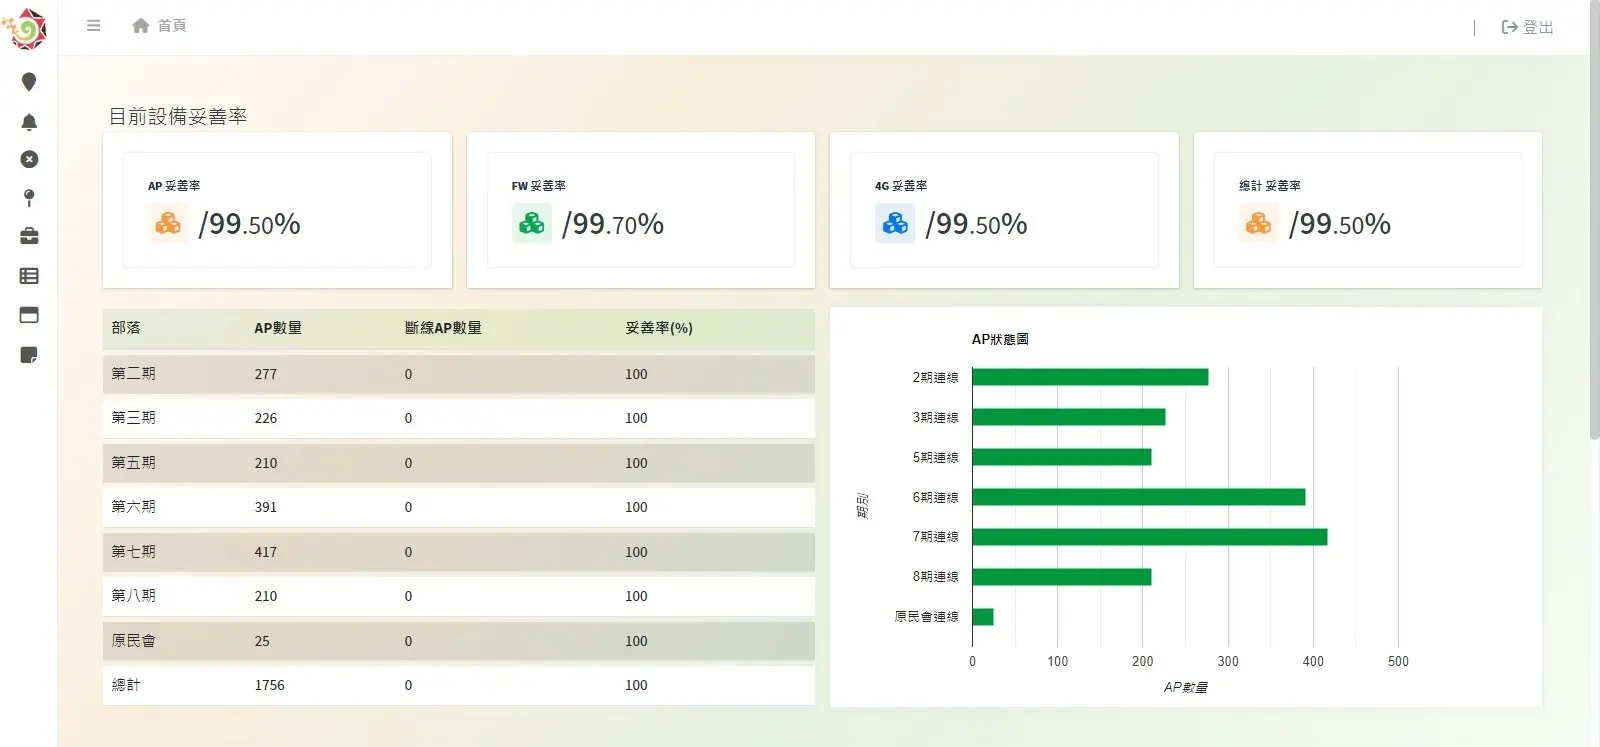 首頁
登出
目前設備妥善率
AP 妥善率
/99.50%
FW 妥善率
/99.70%
4G 妥善率
/99.50%
總計 妥善率
/99.50%
部落 AP數量 斷線AP數量 妥善率(%)
第二期 277 0 100
第三期 226 0 100
第五期 210 0 100
第六期 391 0 100
第七期 417 0 100
第八期 210 0 100
原民會 25 0 100
總計 1756 0 100
AP狀態圖
期別
2期連線
3期連線
5期連線
6期連線
7期連線
8期連線
原民會連線
0 100 200 300 400 500
AP數量